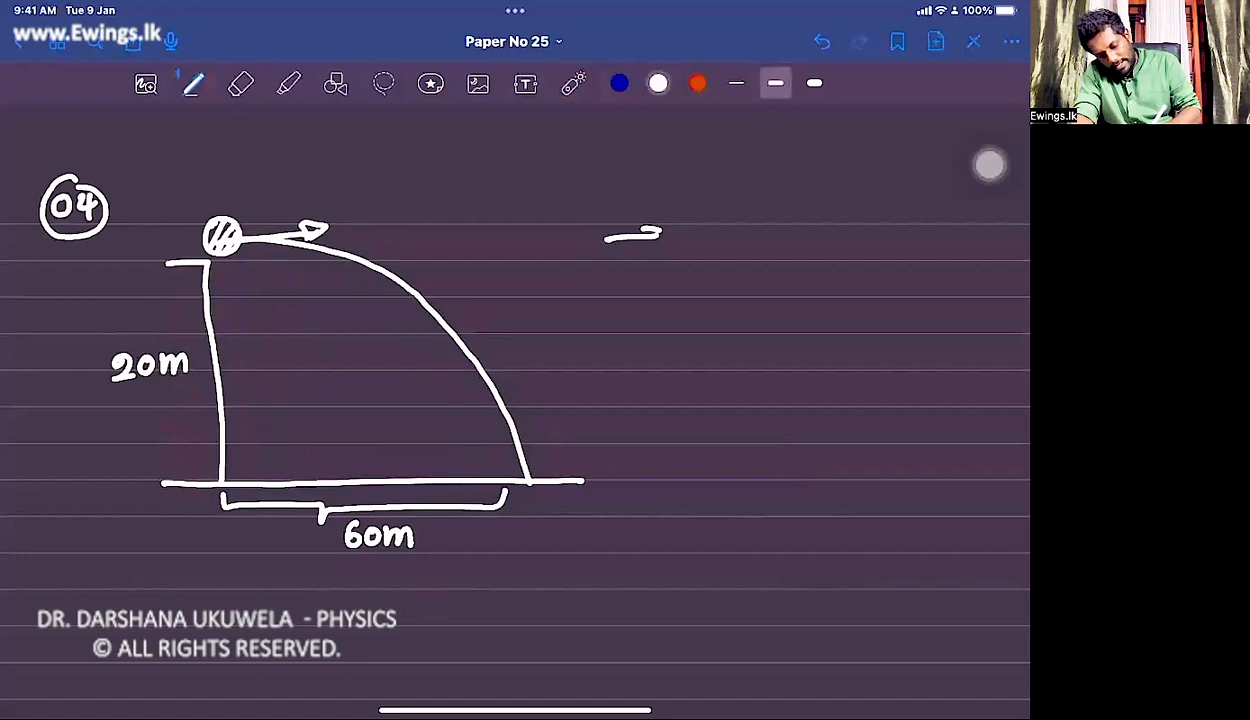 9:41 AM Tue 9 Jan
100%
www.Ewings.lk
Paper No 25
T
Ewings.lk
04
20m
60m
DR. DARSHANA UKUWELA - PHYSICS
© ALL RIGHTS RESERVED.